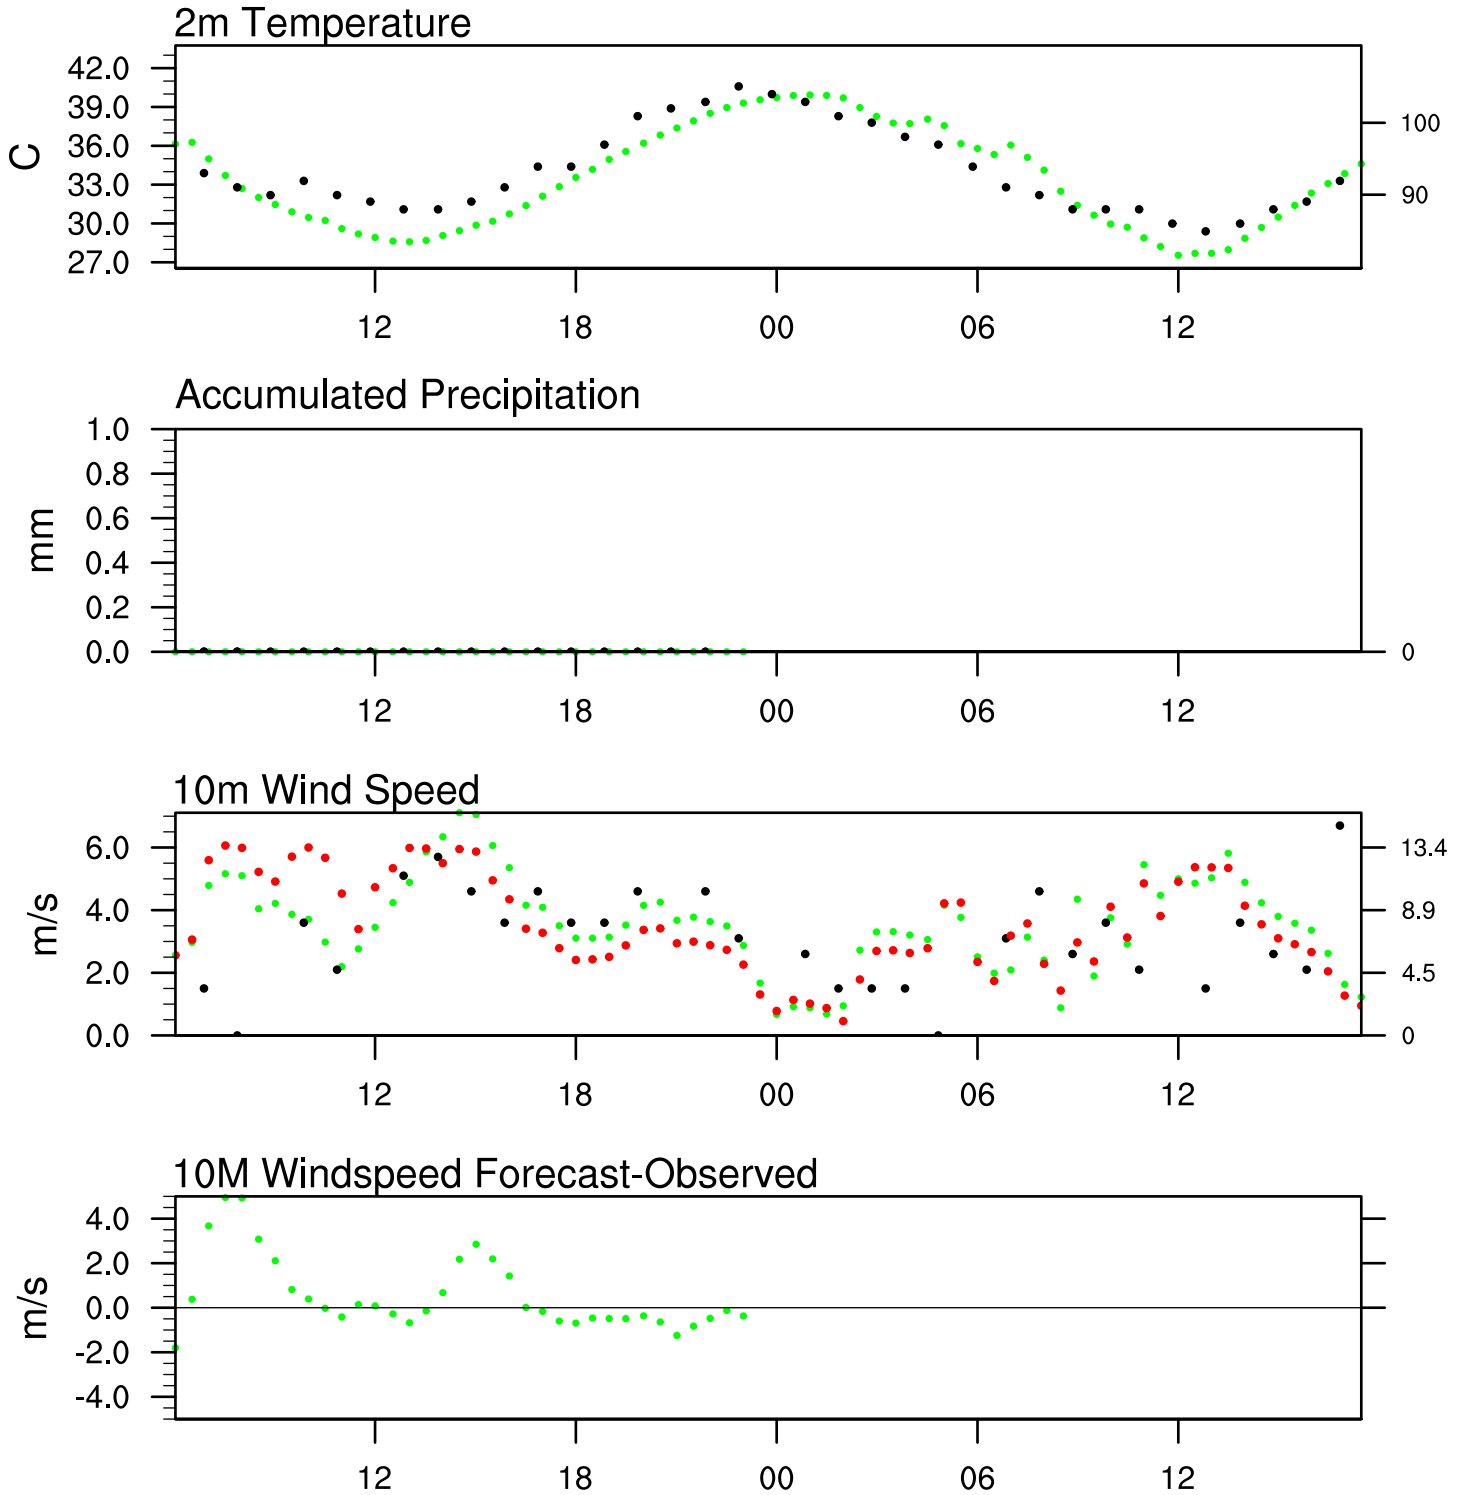 2m Temperature
42.0
39.0
36.0
33.0
30.0
27.0
C
100
90
12 18 00 06 12
Accumulated Precipitation
1.0
0.8
0.6
0.4
0.2
0.0
mm
0
12 18 00 06 12
10m Wind Speed
6.0
4.0
2.0
0.0
m/s
13.4
8.9
4.5
0
12 18 00 06 12
10M Windspeed Forecast-Observed
4.0
2.0
0.0
-2.0
-4.0
m/s
12 18 00 06 12